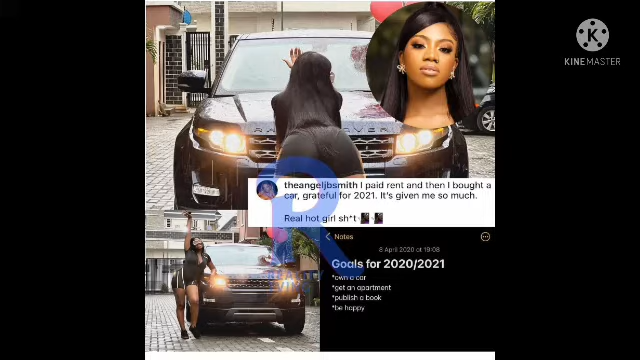 KINEMASTER
RANGE ROVER
theangeljbsmith I paid rent and then I bought a
car, grateful for 2021. It's given me so much.
Real hot girl sh*t
R
Notes
8 April 2020 at 19:08
Goals for 2020/2021
*own a car
*get an apartment
*publish a book
*be happy